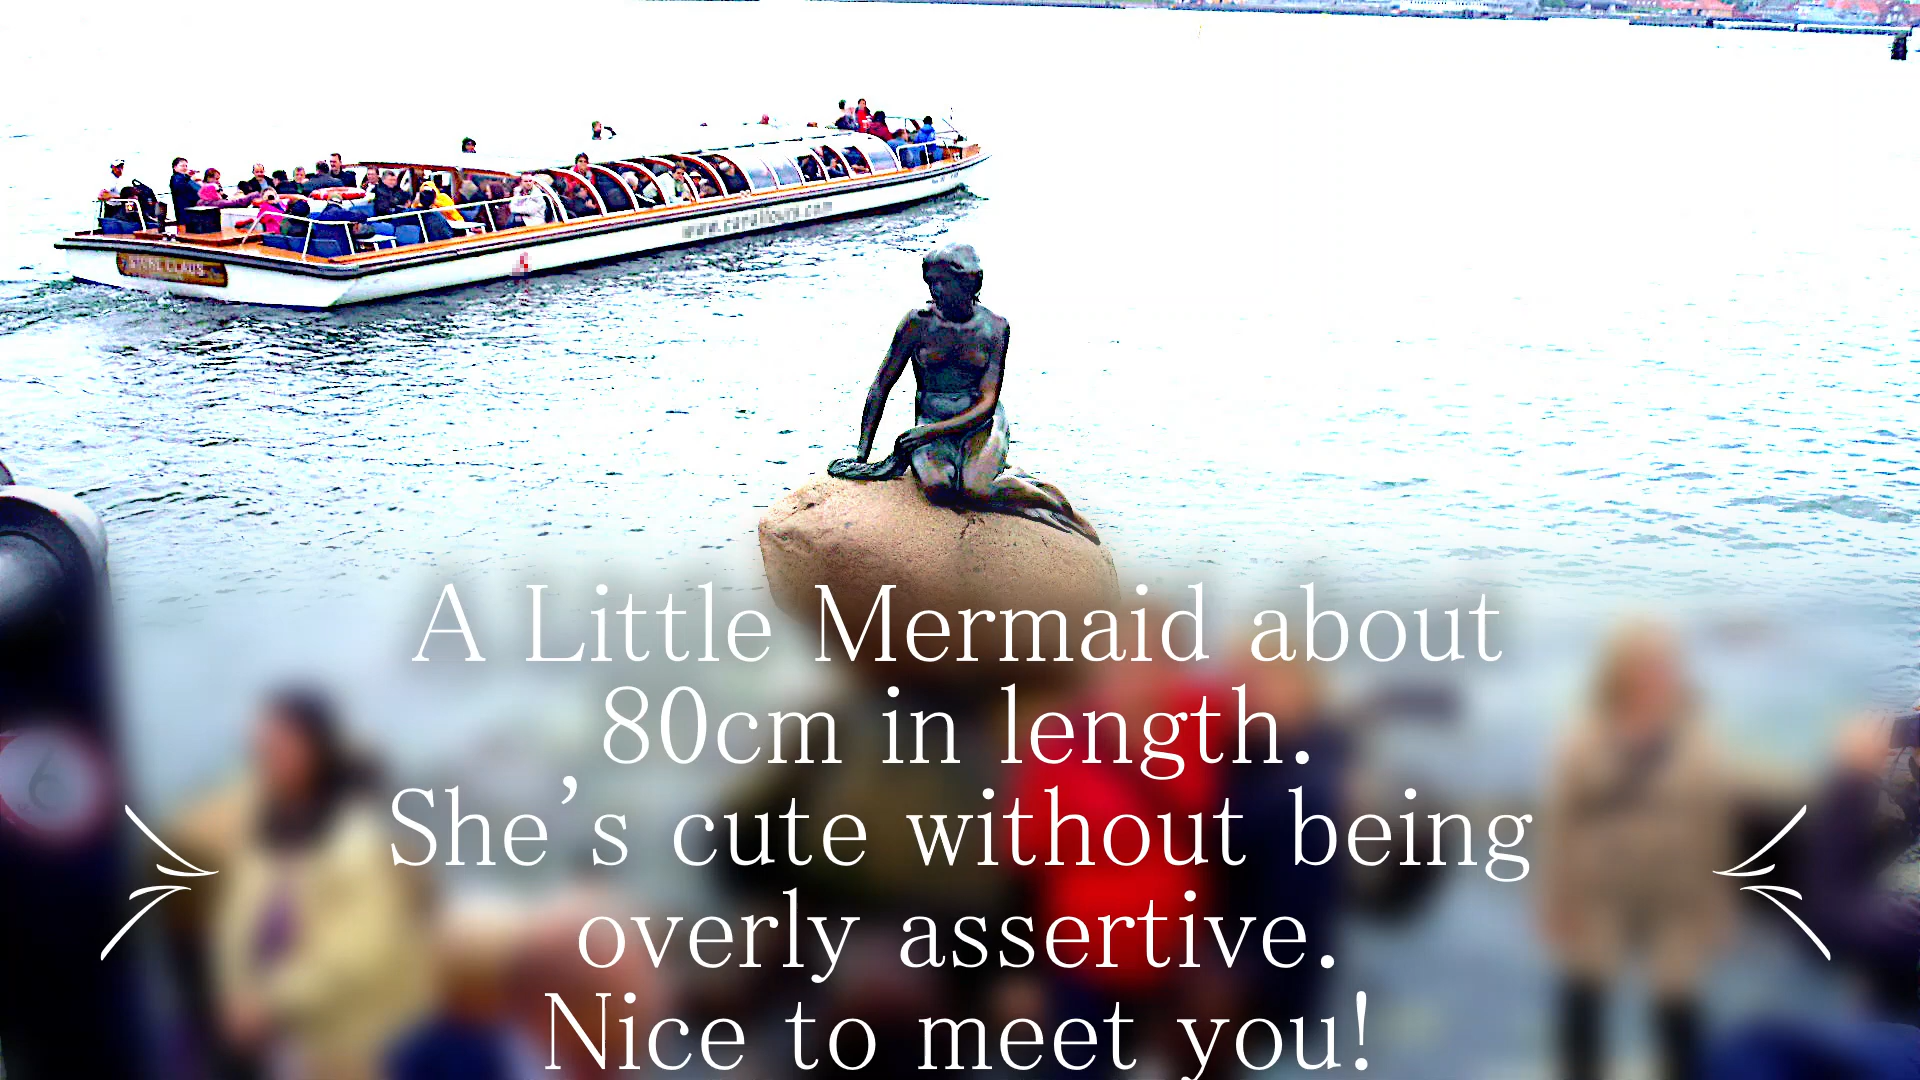 A Little Mermaid about
80cm in length.
She's cute without being
overly assertive.
Nice to meet you!